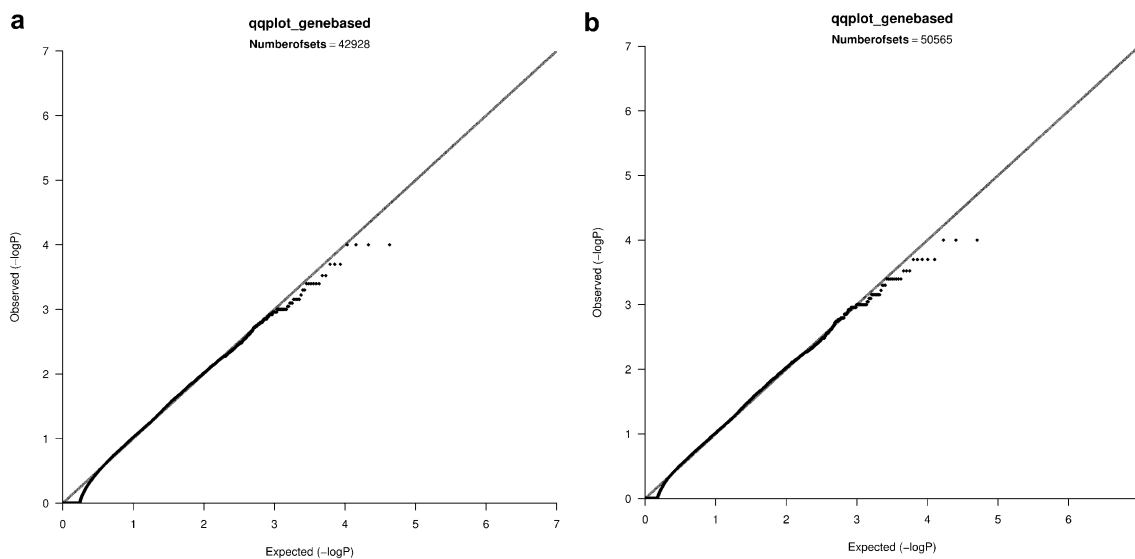 a
qqplot_genebased
Numberofsets = 42928
7
6
5
4
3
2
1
0
Observed (−logP)
0 1 2 3 4 5 6 7
Expected (−logP)
b
qqplot_genebased
Numberofsets = 50565
7
6
5
4
3
2
1
0
Observed (−logP)
0 1 2 3 4 5 6
Expected (−logP)